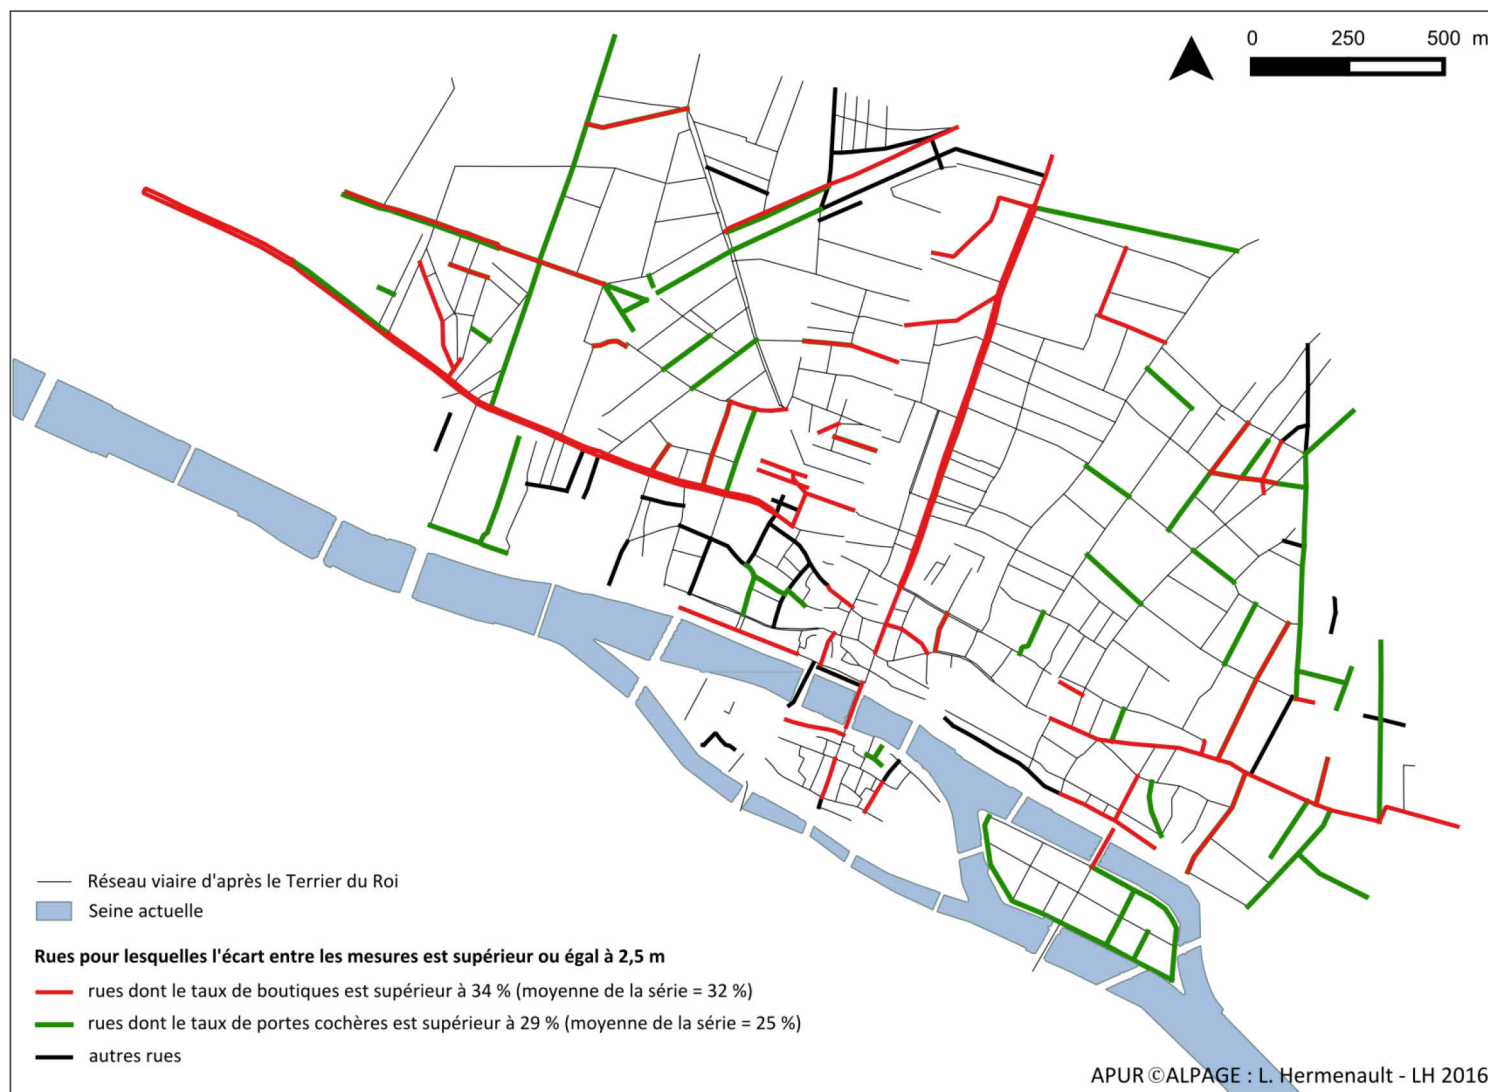 0 250 500 m
Réseau viaire d'après le Terrier du Roi
Seine actuelle
Rues pour lesquelles l'écart entre les mesures est supérieur ou égal à 2,5 m
rues dont le taux de boutiques est supérieur à 34 % (moyenne de la série = 32 %)
rues dont le taux de portes cochères est supérieur à 29 % (moyenne de la série = 25 %)
autres rues
APUR ©ALPAGE : L. Hermenault - LH 2016